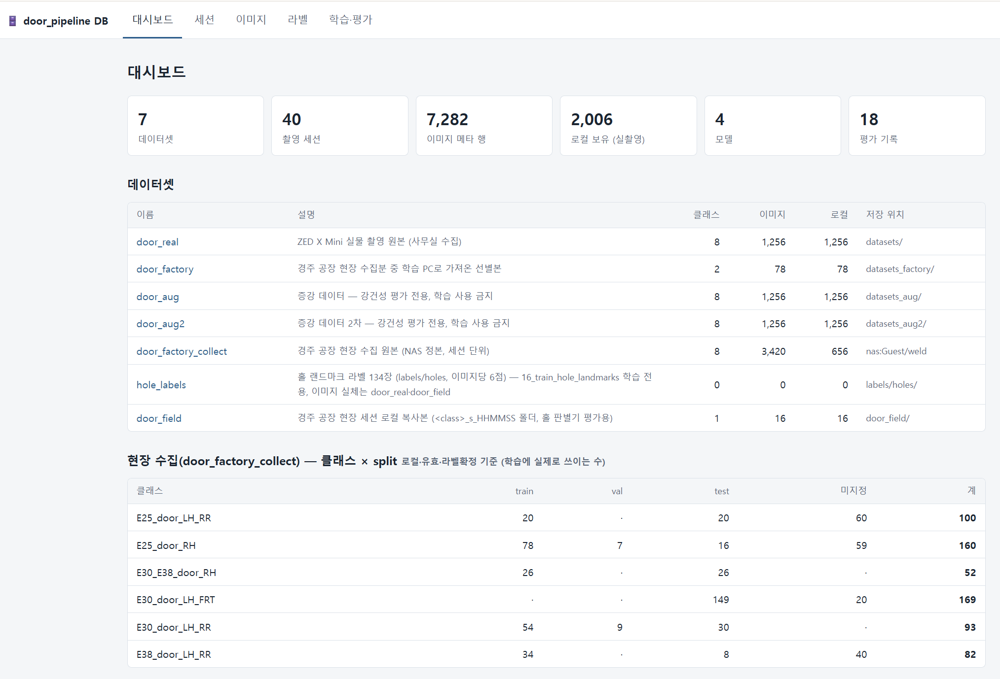 door_pipeline DB 대시보드 세션 이미지 라벨 학습·평가
대시보드
7 40 7,282 2,006 4 18
데이터셋 촬영 세션 이미지 메타 행 로컬 보유 (실촬영) 모델 평가 기록
데이터셋
이름 설명 클래스 이미지 로컬 저장 위치
door_real ZED X Mini 실물 촬영 원본 (사무실 수집) 8 1,256 1,256 datasets/
door_factory 경주 공장 현장 수집분 중 학습 PC로 가져온 선별본 2 78 78 datasets_factory/
door_aug 증강 데이터 — 강건성 평가 전용, 학습 사용 금지 8 1,256 1,256 datasets_aug/
door_aug2 증강 데이터 2차 — 강건성 평가 전용, 학습 사용 금지 8 1,256 1,256 datasets_aug2/
door_factory_collect 경주 공장 현장 수집 원본 (NAS 정본, 세션 단위) 8 3,420 656 nas:Guest/weld
hole_labels 홀 랜드마크 라벨 134장 (labels/holes, 이미지당 6점) — 16_train_hole_landmarks 학습 전
용, 이미지 실체는 door_real·door_field 0 0 0 labels/holes/
door_field 경주 공장 현장 세션 로컬 복사본 (<class>_s_HHMMSS 폴더, 홀 판별기 평가용) 1 16 16 door_field/
현장 수집(door_factory_collect) — 클래스 × split 로컬·유효·라벨확정 기준 (학습에 실제로 쓰이는 수)
클래스 train val test 미지정 계
E25_door_LH_RR 20 · 20 60 100
E25_door_RH 78 7 16 59 160
E30_E38_door_RH 26 · 26 · 52
E30_door_LH_FRT · · 149 20 169
E30_door_LH_RR 54 9 30 · 93
E38_door_LH_RR 34 · 8 40 82